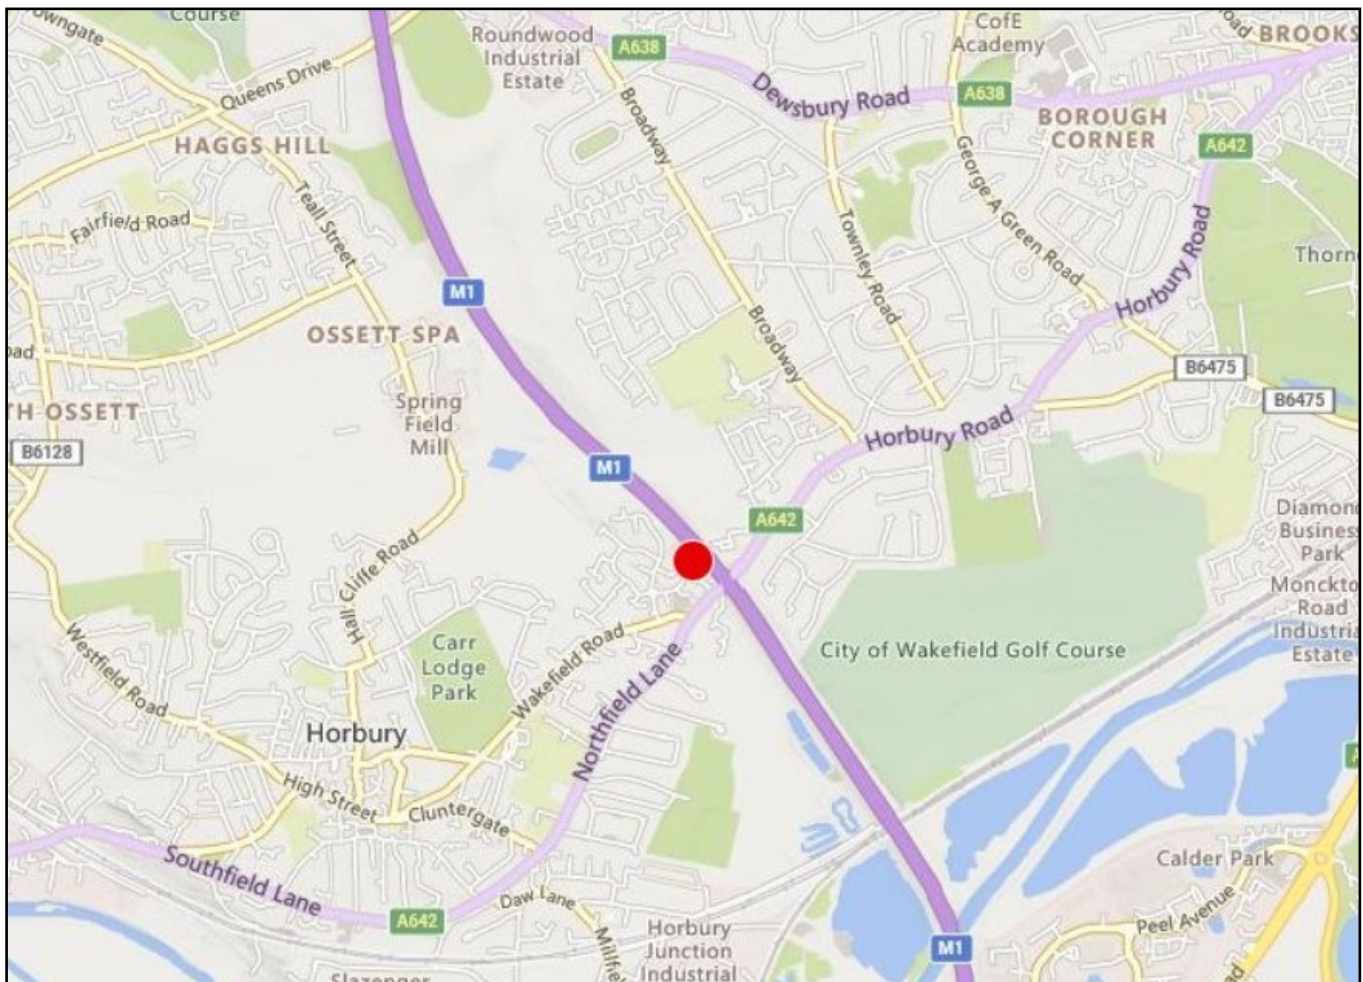 Course
Roundwood
Industrial
Estate
A638
CofE
Academy
BROOKS
Queens Drive
Dewsbury Road
A638
BOROUGH
CORNER
A642
HAGGS HILL
Broadway
George A Green Road
Teall Street
Fairfield Road
Townley Road
Horbury Road
Thorn
M1
OSSETT SPA
Broadway
B6475
B6475
TH OSSETT
Spring
Field
Mill
Horbury Road
B6128
M1
A642
Diamon
Business
Park
Hall Cliffe Road
Monckto
Road
Industria
Estate
Westfield Road
Carr
Lodge
Park
Wakefield Road
City of Wakefield Golf Course
Northfield Lane
Horbury
High Street
Cluntergate
Southfield Lane
Calder Park
Daw Lane
A642
Peel Avenue
Horbury
Junction
Industrial
M1
Millfie
Slazenger